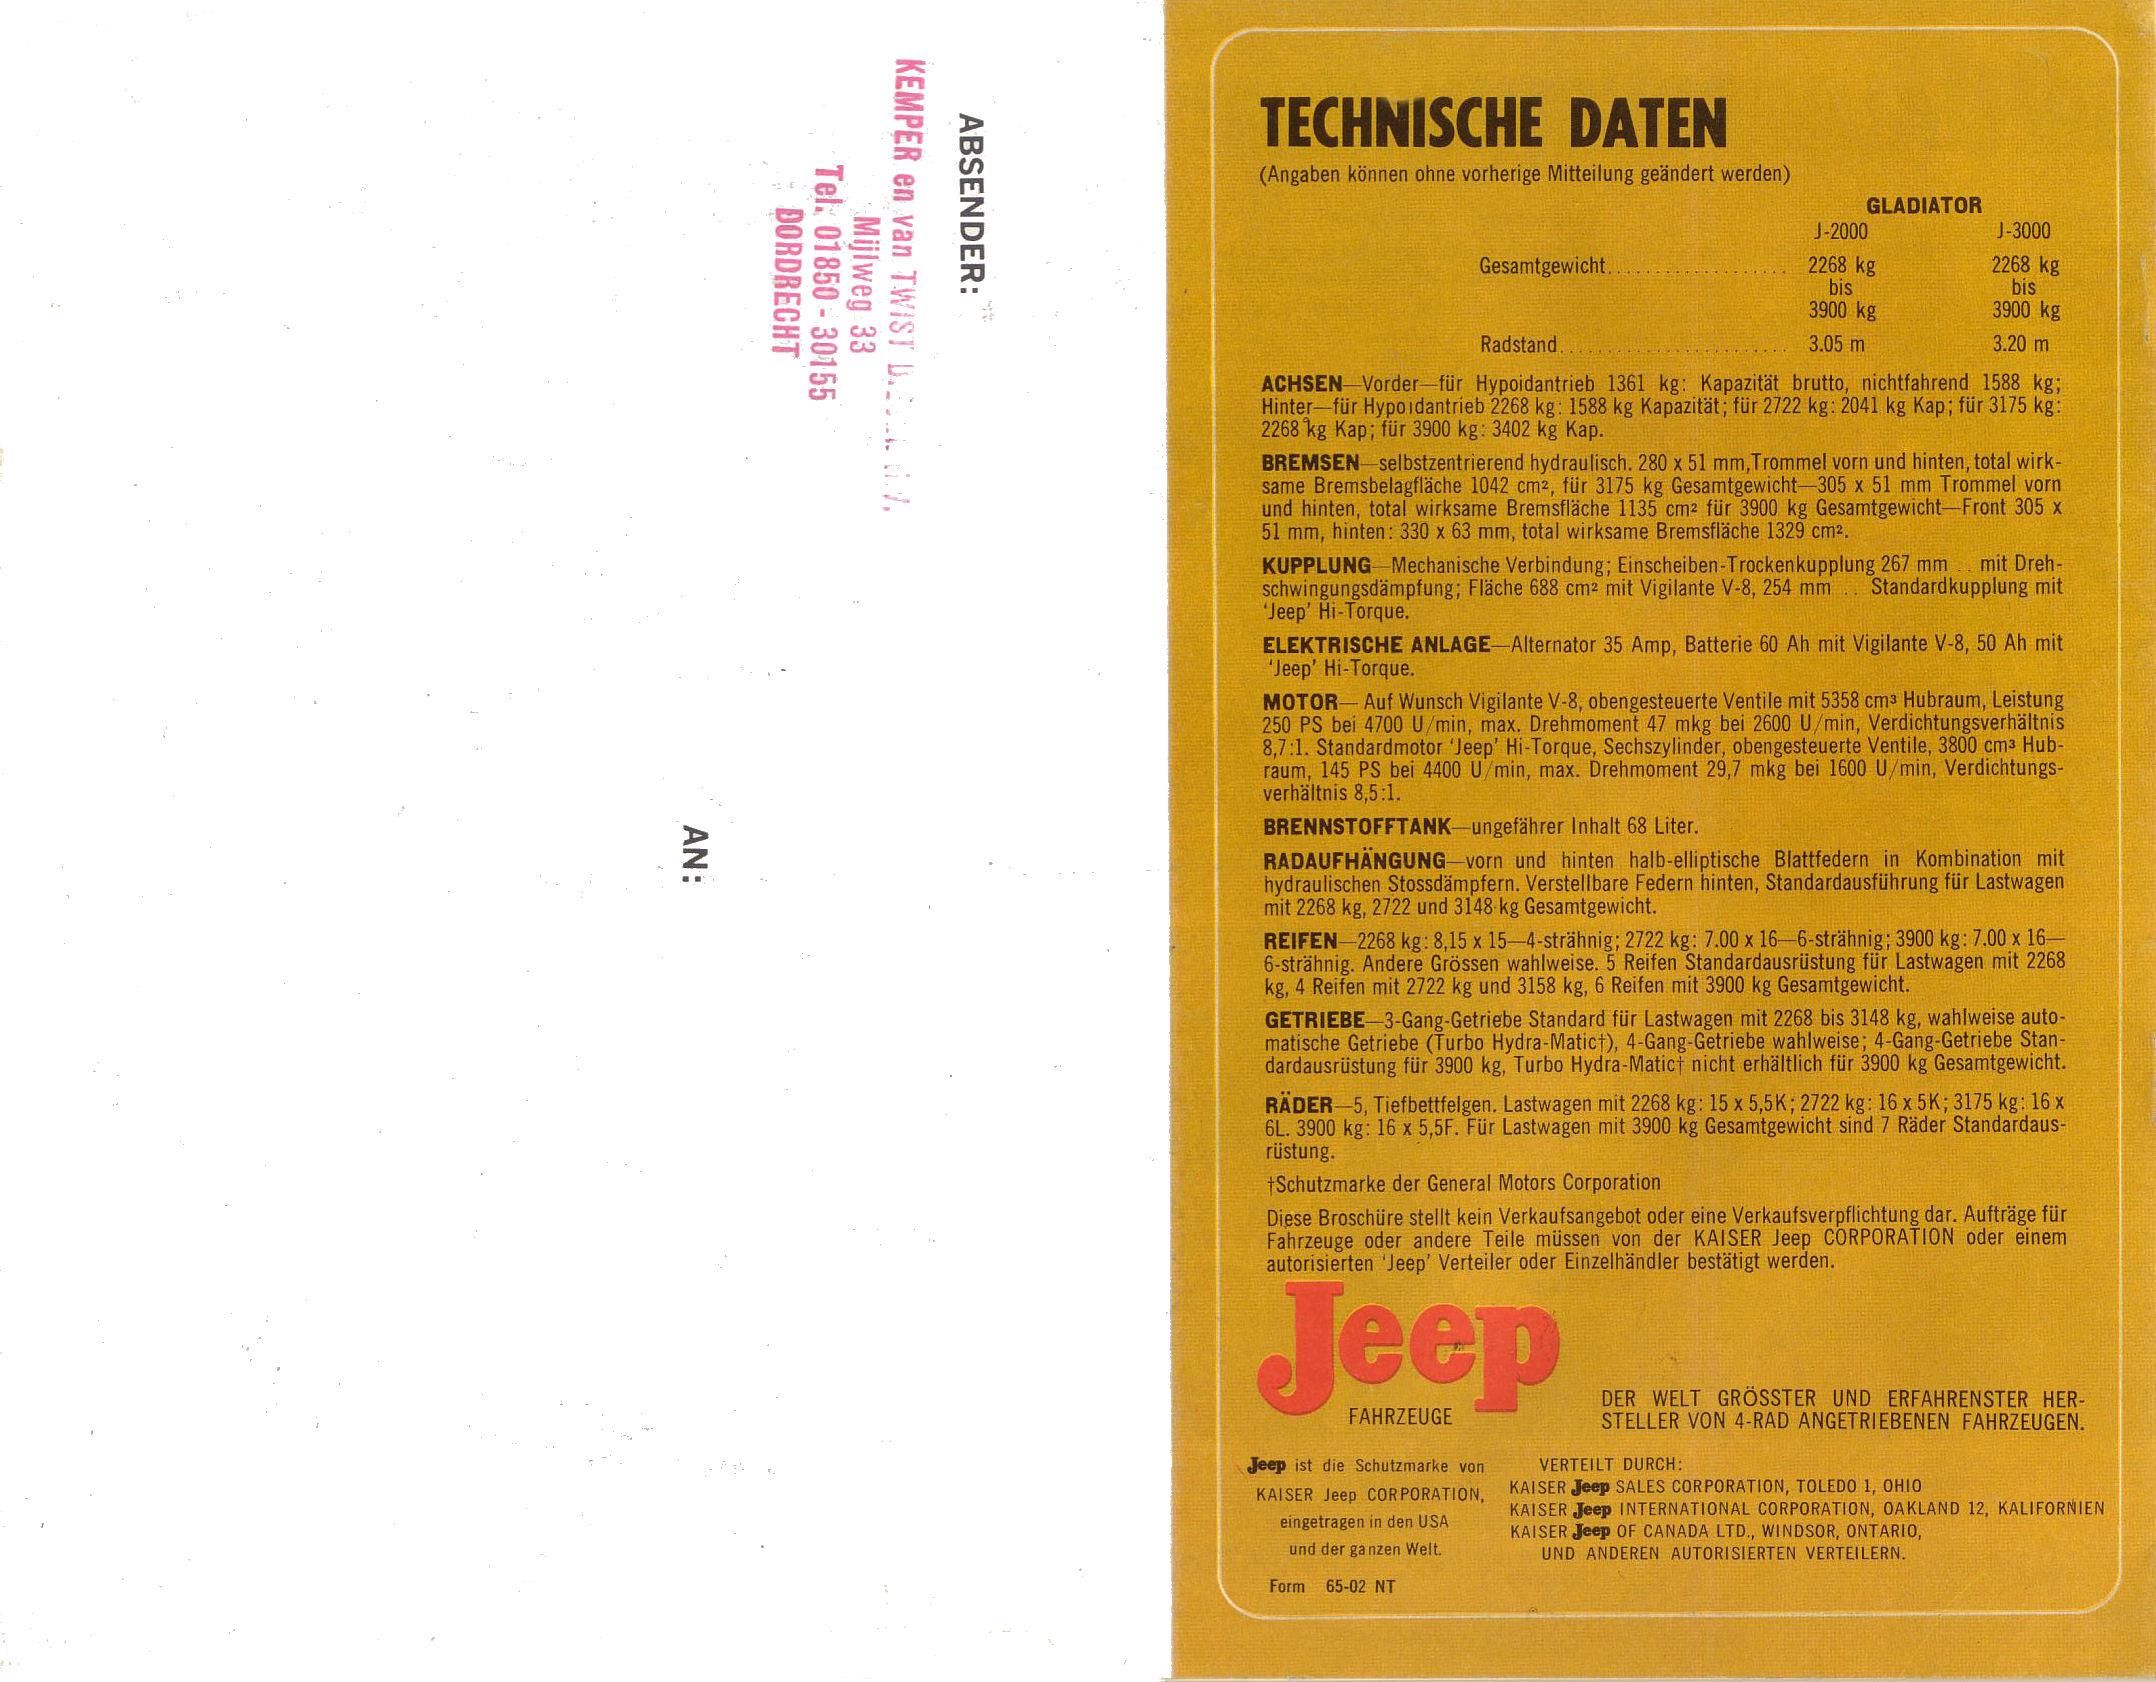 ABSENDER:
KEMPER en van TWIST
Mijlweg 33
Tel. 01850 - 30155
DORDRECHT
AN:
TECHNISCHE DATEN
(Angaben können ohne vorherige Mitteilung geändert werden)
GLADIATOR
J-2000 J-3000
Gesamtgewicht................... 2268 kg 2268 kg
bis bis
3900 kg 3900 kg
Radstand........................ 3.05 m 3.20 m
ACHSEN—Vorder—für Hypoidantrieb 1361 kg: Kapazität brutto, nichtfahrend 1588 kg;
Hinter—für Hypoidantrieb 2268 kg: 1588 kg Kapazität; für 2722 kg: 2041 kg Kap; für 3175 kg:
2268 kg Kap; für 3900 kg: 3402 kg Kap.
BREMSEN—selbstzentrierend hydraulisch. 280 x 51 mm,Trommel vorn und hinten, total wirk-
same Bremsbelagfläche 1042 cm², für 3175 kg Gesamtgewicht—305 x 51 mm Trommel vorn
und hinten, total wirksame Bremsfläche 1135 cm² für 3900 kg Gesamtgewicht—Front 305 x
51 mm, hinten: 330 x 63 mm, total wirksame Bremsfläche 1329 cm².
KUPPLUNG—Mechanische Verbindung; Einscheiben-Trockenkupplung 267 mm .. mit Dreh-
schwingungsdämpfung; Fläche 688 cm² mit Vigilante V-8, 254 mm .. Standardkupplung mit
'Jeep' Hi-Torque.
ELEKTRISCHE ANLAGE—Alternator 35 Amp, Batterie 60 Ah mit Vigilante V-8, 50 Ah mit
'Jeep' Hi-Torque.
MOTOR— Auf Wunsch Vigilante V-8, obengesteuerte Ventile mit 5358 cm³ Hubraum, Leistung
250 PS bei 4700 U/min, max. Drehmoment 47 mkg bei 2600 U/min, Verdichtungsverhältnis
8,7:1. Standardmotor 'Jeep' Hi-Torque, Sechszylinder, obengesteuerte Ventile, 3800 cm³ Hub-
raum, 145 PS bei 4400 U/min, max. Drehmoment 29,7 mkg bei 1600 U/min, Verdichtungs-
verhältnis 8,5:1.
BRENNSTOFFTANK—ungefährer Inhalt 68 Liter.
RADAUFHÄNGUNG—vorn und hinten halb-elliptische Blattfedern in Kombination mit
hydraulischen Stossdämpfern. Verstellbare Federn hinten, Standardausführung für Lastwagen
mit 2268 kg, 2722 und 3148 kg Gesamtgewicht.
REIFEN—2268 kg: 8,15 x 15—4-strähnig; 2722 kg: 7.00 x 16—6-strähnig; 3900 kg: 7.00 x 16—
6-strähnig. Andere Grössen wahlweise. 5 Reifen Standardausrüstung für Lastwagen mit 2268
kg, 4 Reifen mit 2722 kg und 3158 kg, 6 Reifen mit 3900 kg Gesamtgewicht.
GETRIEBE—3-Gang-Getriebe Standard für Lastwagen mit 2268 bis 3148 kg, wahlweise auto-
matische Getriebe (Turbo Hydra-Matic†), 4-Gang-Getriebe wahlweise; 4-Gang-Getriebe Stan-
dardausrüstung für 3900 kg, Turbo Hydra-Matic† nicht erhältlich für 3900 kg Gesamtgewicht.
RÄDER—5, Tiefbettfelgen. Lastwagen mit 2268 kg: 15 x 5,5K; 2722 kg: 16 x 5K; 3175 kg: 16 x
6L. 3900 kg: 16 x 5,5F. Für Lastwagen mit 3900 kg Gesamtgewicht sind 7 Räder Standardaus-
rüstung.
†Schutzmarke der General Motors Corporation
Diese Broschüre stellt kein Verkaufsangebot oder eine Verkaufsverpflichtung dar. Aufträge für
Fahrzeuge oder andere Teile müssen von der KAISER Jeep CORPORATION oder einem
autorisierten 'Jeep' Verteiler oder Einzelhändler bestätigt werden.
Jeep
FAHRZEUGE
DER WELT GRÖSSTER UND ERFAHRENSTER HER-
STELLER VON 4-RAD ANGETRIEBENEN FAHRZEUGEN.
Jeep ist die Schutzmarke von
KAISER Jeep CORPORATION,
eingetragen in den USA
und der ganzen Welt.
VERTEILT DURCH:
KAISER Jeep SALES CORPORATION, TOLEDO 1, OHIO
KAISER Jeep INTERNATIONAL CORPORATION, OAKLAND 12, KALIFORNIEN
KAISER Jeep OF CANADA LTD., WINDSOR, ONTARIO,
UND ANDEREN AUTORISIERTEN VERTEILERN.
Form 65-02 NT